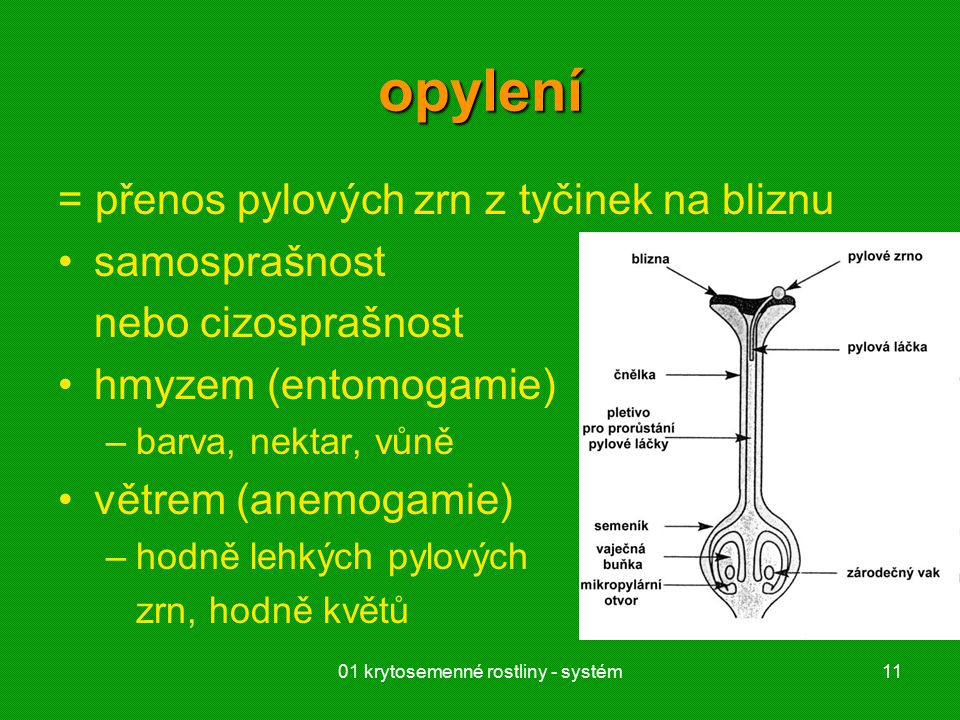 opylení
= přenos pylových zrn z tyčinek na bliznu
• samosprašnost
nebo cizosprašnost
• hmyzem (entomogamie)
– barva, nektar, vůně
• větrem (anemogamie)
– hodně lehkých pylových
zrn, hodně květů
blizna
pylové zrno
pylová láčka
čnělka
pletivo
pro prorůstání
pylové láčky
semeník
vaječná
buňka
mikropylární
otvor
zárodečný vak
01 krytosemenné rostliny - systém
11